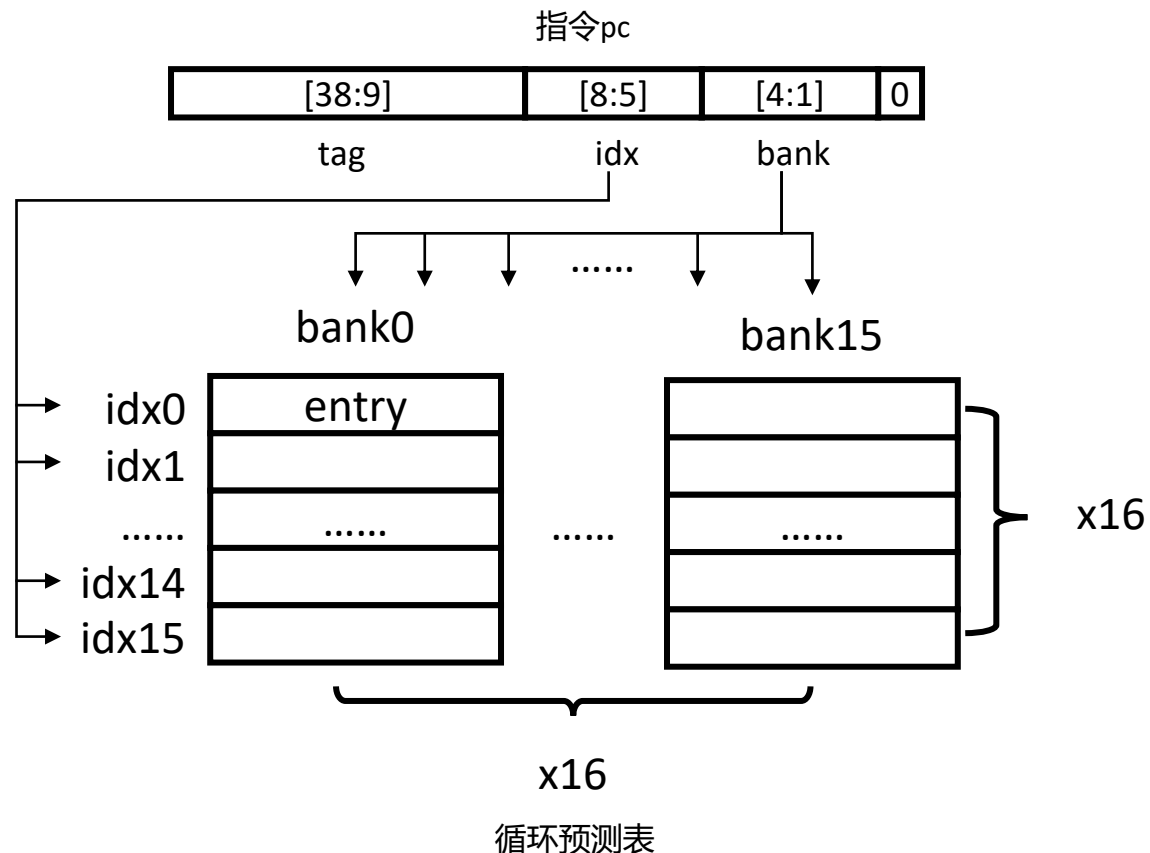 指令pc
[38:9] [8:5] [4:1] 0
tag idx bank
……
bank0 bank15
idx0 entry
idx1
…… …… …… …… x16
idx14
idx15
x16
循环预测表